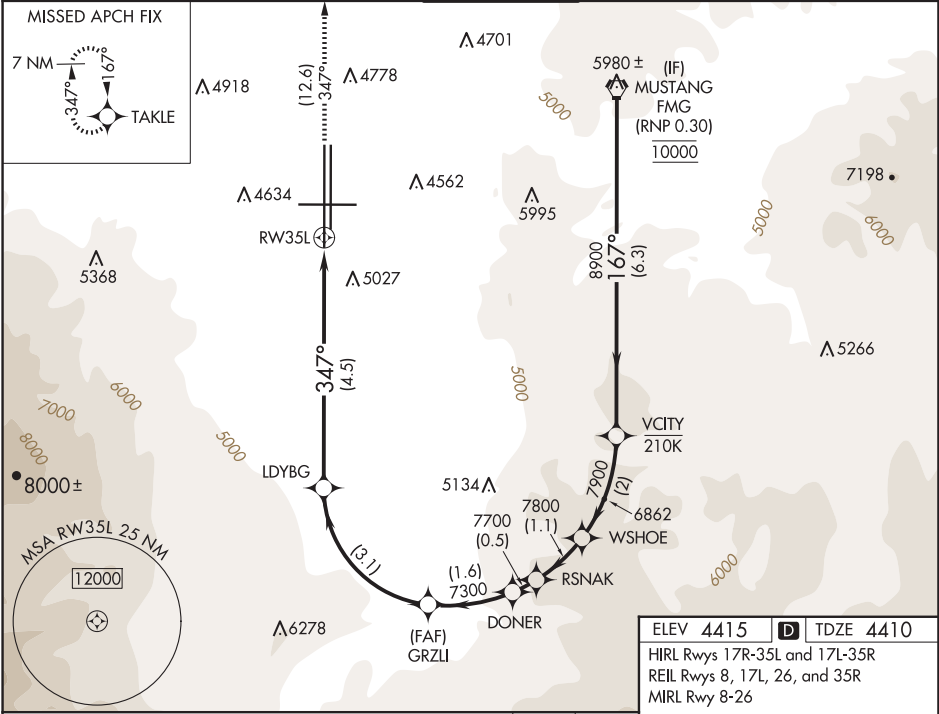 MISSED APCH FIX
7 NM
347°
167°
TAKLE
4918
(12.6)
347°
4778
4701
5000
5980 ±
(IF)
MUSTANG
FMG
(RNP 0.30)
10000
7198
5000
6000
4634
4562
5995
RW35L
5368
5027
8900
167°
(6.3)
5266
347°
(4.5)
6000
7000
8000
5000
5000
VCITY
210K
8000 ±
LDYBG
5134
7900
(2)
6862
7800
(1.1)
7700
(0.5)
WSHOE
6000
MSA RW35L 25 NM
12000
(3.1)
(1.6)
7300
RSNAK
DONER
(FAF)
GRZLI
6278
ELEV 4415 D TDZE 4410
HIRL Rwys 17R-35L and 17L-35R
REIL Rwys 8, 17L, 26, and 35R
MIRL Rwy 8-26